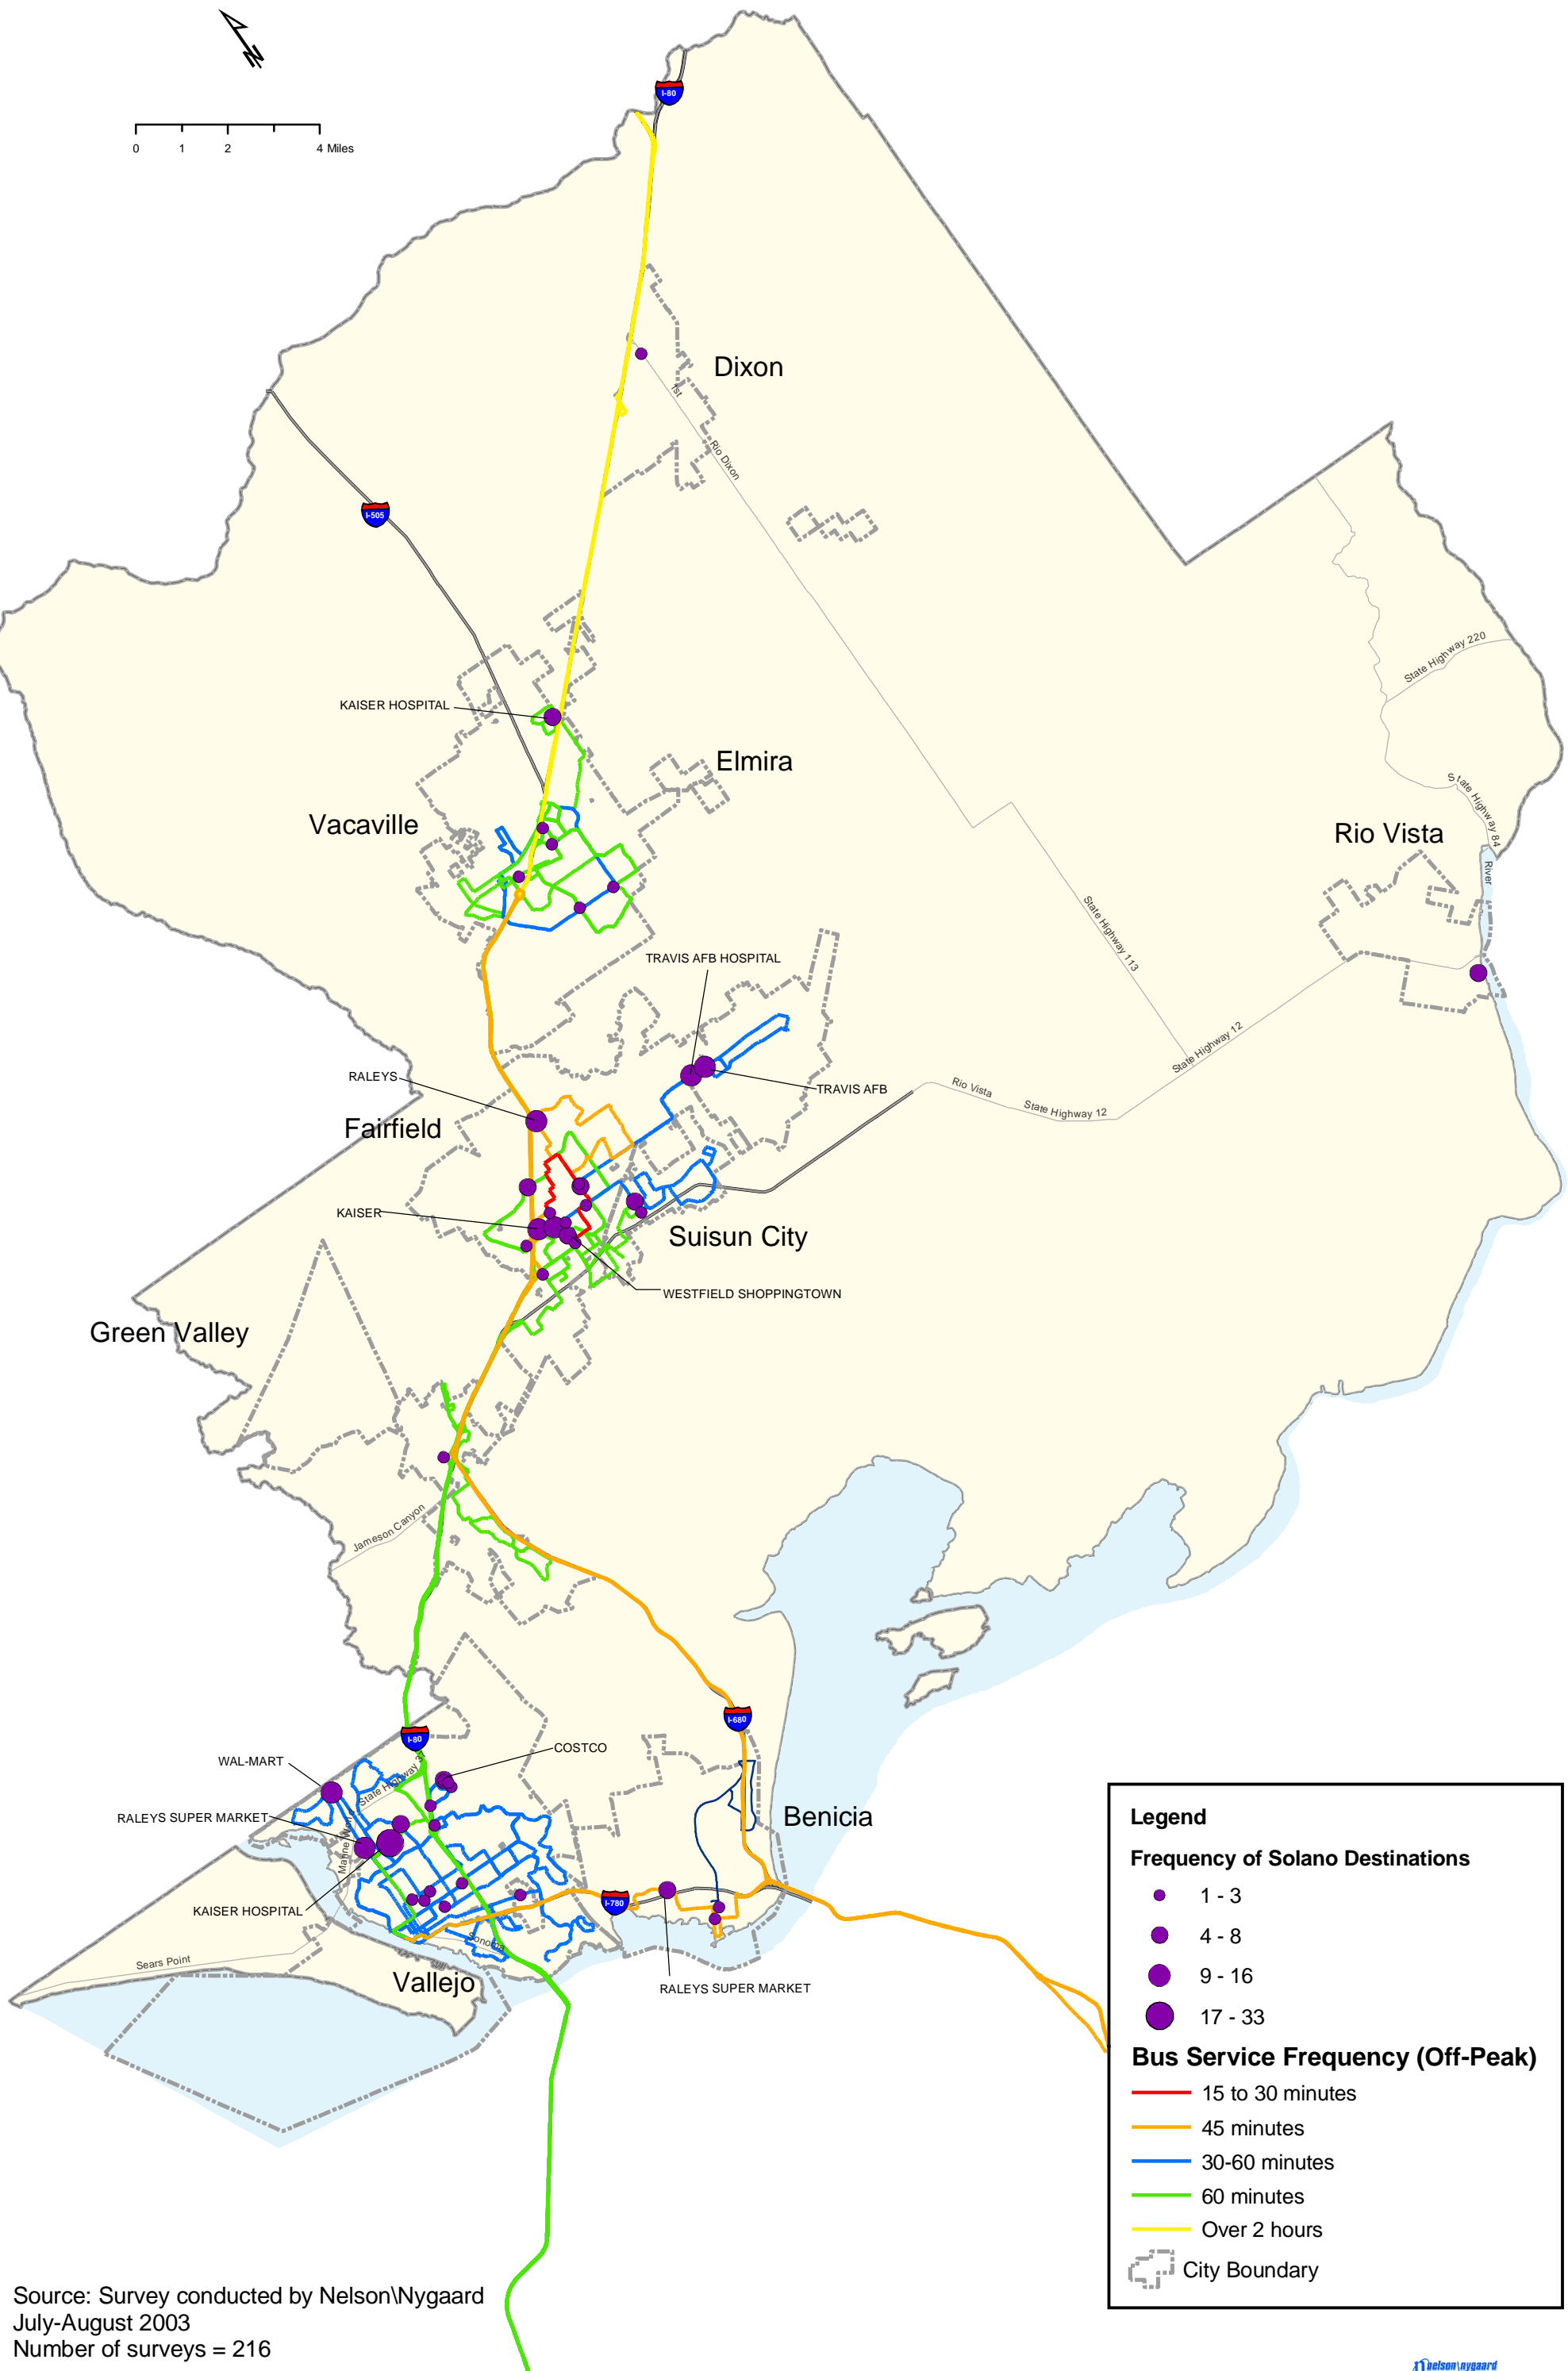 I-80
0 1 2 4 Miles
Dixon
1st
Rio Dixon
I-505
State Highway 220
KAISER HOSPITAL
Elmira
State Highway 84
Vacaville
Rio Vista
River
State Highway 113
TRAVIS AFB HOSPITAL
State Highway 12
RALEYS
TRAVIS AFB
Rio Vista
State Highway 12
Fairfield
KAISER
Suisun City
WESTFIELD SHOPPINGTOWN
Green Valley
Jameson Canyon
I-680
I-80
COSTCO
WAL-MART
State Highway 37
RALEYS SUPER MARKET
Benicia
Legend
Frequency of Solano Destinations
1 - 3
4 - 8
9 - 16
17 - 33
Bus Service Frequency (Off-Peak)
15 to 30 minutes
45 minutes
30-60 minutes
60 minutes
Over 2 hours
City Boundary
I-780
KAISER HOSPITAL
Sonoma
Sears Point
Vallejo
RALEYS SUPER MARKET
Source: Survey conducted by Nelson\Nygaard
July-August 2003
Number of surveys = 216
nelson\nygaard